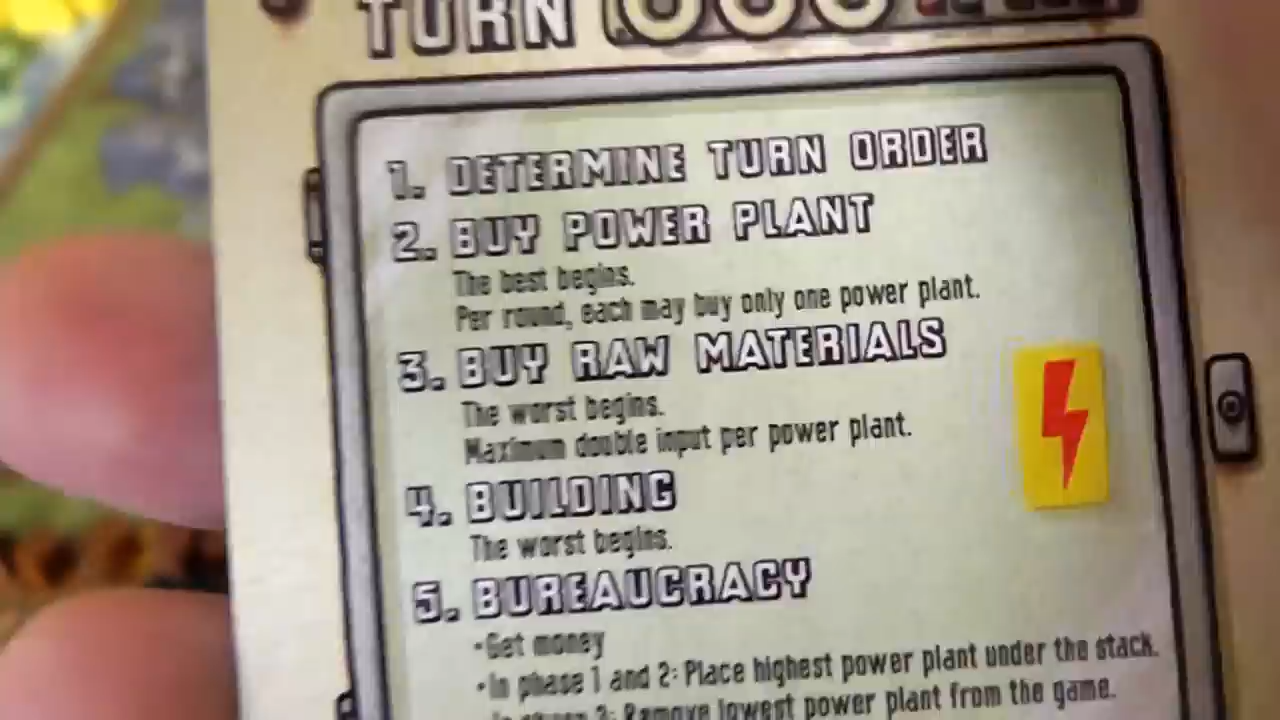 TURN
1. DETERMINE TURN ORDER
2. BUY POWER PLANT
The best begins.
Per round, each may buy only one power plant.
3. BUY RAW MATERIALS
The worst begins.
Maximum double input per power plant.
4. BUILDING
The worst begins.
5. BUREAUCRACY
•Get money
•In phase 1 and 2: Place highest power plant under the stack.
•In phase 3: Remove lowest power plant from the game.